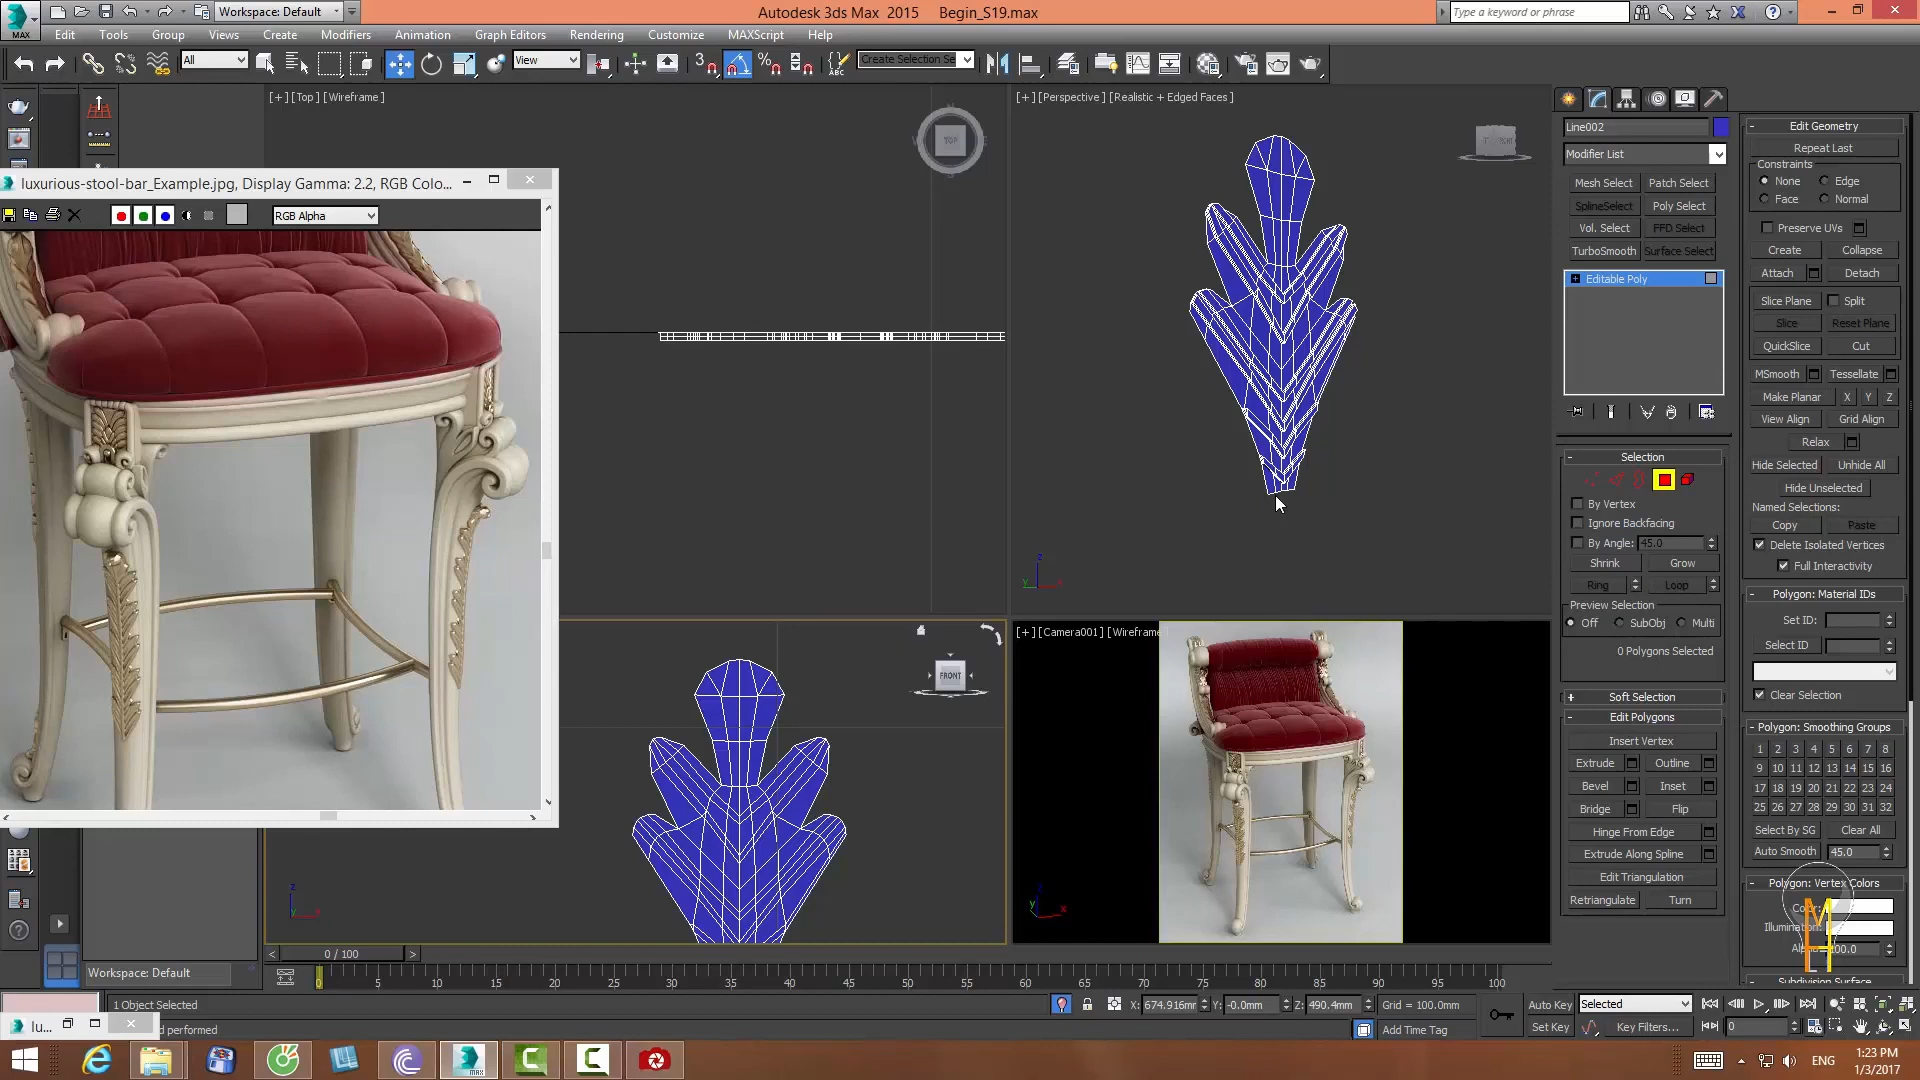 Workspace: Default
Autodesk 3ds Max 2015 Begin_S19.max
Type a keyword or phrase
MAX
Edit Tools Group Views Create Modifiers Animation Graph Editors Rendering Customize MAXScript Help
All
View
3
ABC
Create Selection Se
[+] [Top] [Wireframe]
TOP
[+] [Perspective] [Realistic + Edged Faces]
luxurious-stool-bar_Example.jpg, Display Gamma: 2.2, RGB Colo...
RGB Alpha
FRONT
[+] [Camera001] [Wireframe
Line002
Modifier List
Mesh Select Patch Select
SplineSelect Poly Select
Vol. Select FFD Select
TurboSmooth Surface Select
Editable Poly
Selection
By Vertex
Ignore Backfacing
By Angle: 45.0
Shrink Grow
Ring Loop
Preview Selection
Off SubObj Multi
0 Polygons Selected
Soft Selection
Edit Polygons
Insert Vertex
Extrude Outline
Bevel Inset
Bridge Flip
Hinge From Edge
Extrude Along Spline
Edit Triangulation
Retriangulate Turn
Edit Geometry
Repeat Last
Constraints
None Edge
Face Normal
Preserve UVs
Create Collapse
Attach Detach
Slice Plane Split
Slice Reset Plane
QuickSlice Cut
MSmooth Tessellate
Make Planar X Y Z
View Align Grid Align
Relax
Hide Selected Unhide All
Hide Unselected
Named Selections:
Copy Paste
Delete Isolated Vertices
Full Interactivity
Polygon: Material IDs
Set ID:
Select ID
Clear Selection
Polygon: Smoothing Groups
1 2 3 4 5 6 7 8
9 10 11 12 13 14 15 16
17 18 19 20 21 22 23 24
25 26 27 28 29 30 31 32
Select By SG Clear All
Auto Smooth 45.0
Polygon: Vertex Colors
0 / 100
Workspace: Default
0 5 10 15 20 25 30 35 40 45 50 55 60 65 70 75 80 85 90 95 100
1 Object Selected
X: 674.916mm Y: -0.0mm Z: 490.4mm Grid = 100.0mm
Auto Key Selected
lu...
d performed
Add Time Tag
Set Key Key Filters... 0
ENG
1:23 PM
1/3/2017